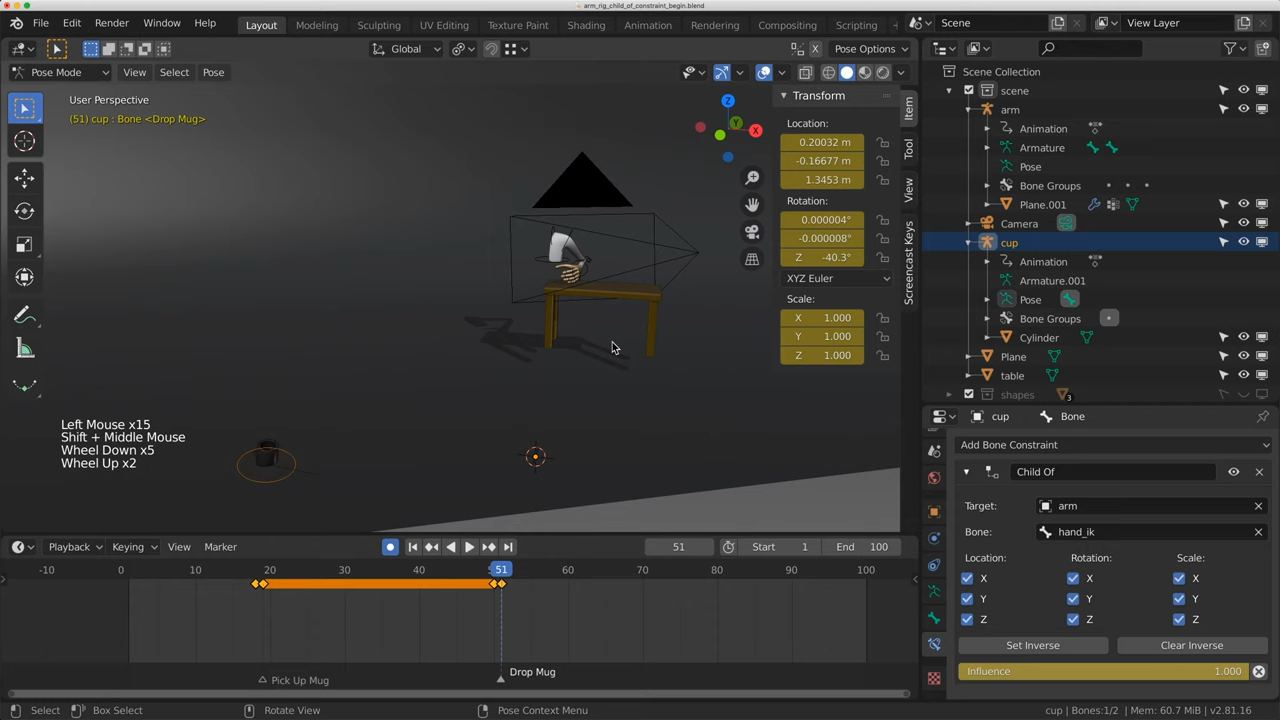 arm_rig_child_of_constraint_begin.blend
File Edit Render Window Help Layout Modeling Sculpting UV Editing Texture Paint Shading Animation Rendering Compositing Scripting Scene View Layer
Global Pose Options
Pose Mode View Select Pose
User Perspective
(51) cup : Bone <Drop Mug>
Z
Y
X
Transform
Location:
0.20032 m
-0.16677 m
1.3453 m
Rotation:
0.000004°
-0.000008°
Z -40.3°
XYZ Euler
Scale:
X 1.000
Y 1.000
Z 1.000
Item
Tool
View
Screencast Keys
Left Mouse x15
Shift + Middle Mouse
Wheel Down x5
Wheel Up x2
Scene Collection
scene
arm
Animation
Armature
Pose
Bone Groups
Plane.001
Camera
cup
Animation
Armature.001
Pose
Bone Groups
Cylinder
Plane
table
shapes 3
cup Bone
Add Bone Constraint
Child Of
Target: arm
Bone: hand_ik
Location: Rotation: Scale:
X X X
Y Y Y
Z Z Z
Set Inverse Clear Inverse
Influence 1.000
Playback Keying View Marker 51 Start 1 End 100
-10 0 20 30 40 51 60 70 80 90 100
Drop Mug
Pick Up Mug
Select Box Select Rotate View Pose Context Menu cup | Bones:1/2 | Mem: 60.7 MiB | v2.81.16